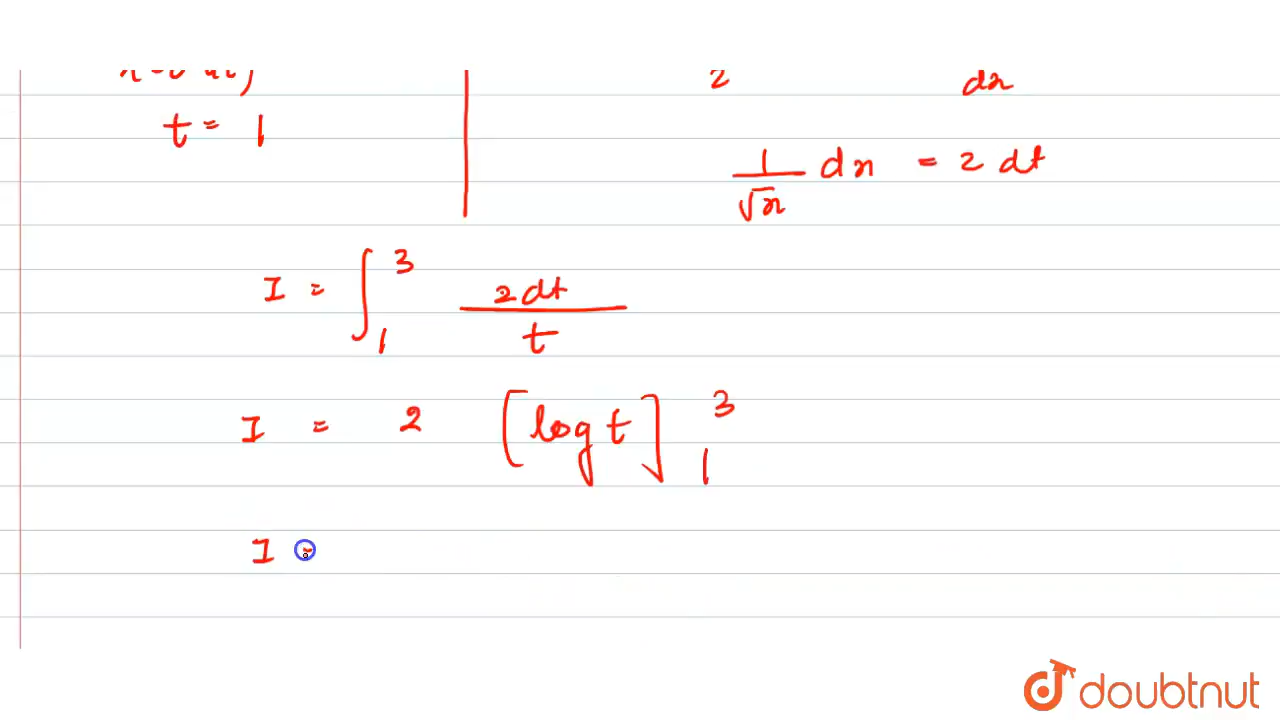 2 dx
t = 1
1/√x dx = 2 dt
I = ∫₁³ 2dt/t
I = 2 [log t]₁³
I =
doubtnut